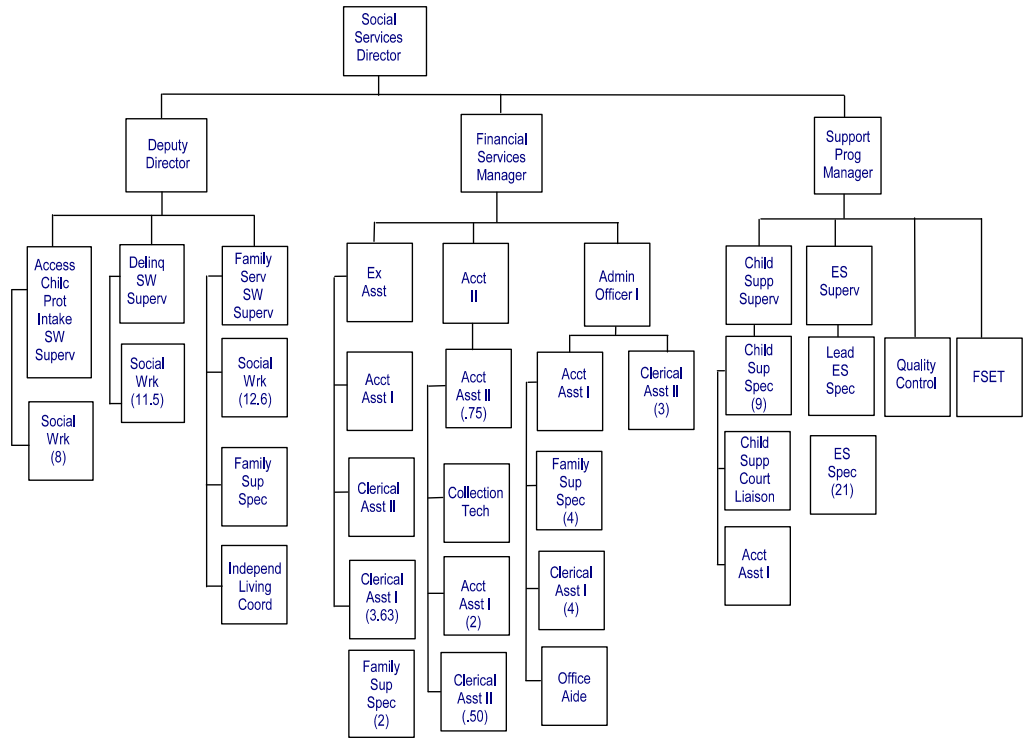 Social
Services
Director
Deputy
Director
Financial
Services
Manager
Support
Prog
Manager
Access
Chilc
Prot
Intake
SW
Superv
Delinq
SW
Superv
Family
Serv
SW
Superv
Ex
Asst
Acct
II
Admin
Officer I
Child
Supp
Superv
ES
Superv
Social
Wrk
(8)
Social
Wrk
(11.5)
Social
Wrk
(12.6)
Family
Sup
Spec
Independ
Living
Coord
Acct
Asst I
Clerical
Asst II
Clerical
Asst I
(3.63)
Family
Sup
Spec
(2)
Acct
Asst II
(.75)
Collection
Tech
Acct
Asst I
(2)
Clerical
Asst II
(.50)
Acct
Asst I
Family
Sup
Spec
(4)
Clerical
Asst I
(4)
Office
Aide
Clerical
Asst II
(3)
Child
Sup
Spec
(9)
Child
Supp
Court
Liaison
Acct
Asst I
Lead
ES
Spec
ES
Spec
(21)
Quality
Control
FSET